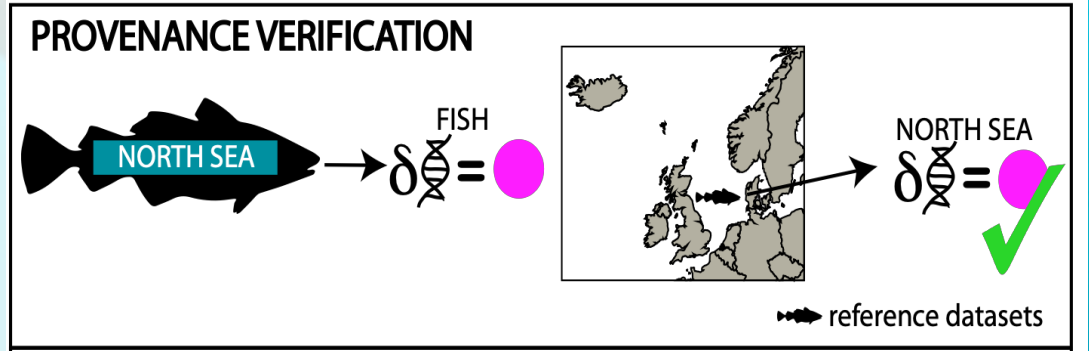 PROVENANCE VERIFICATION
NORTH SEA
FISH
δ =
NORTH SEA
δ =
reference datasets